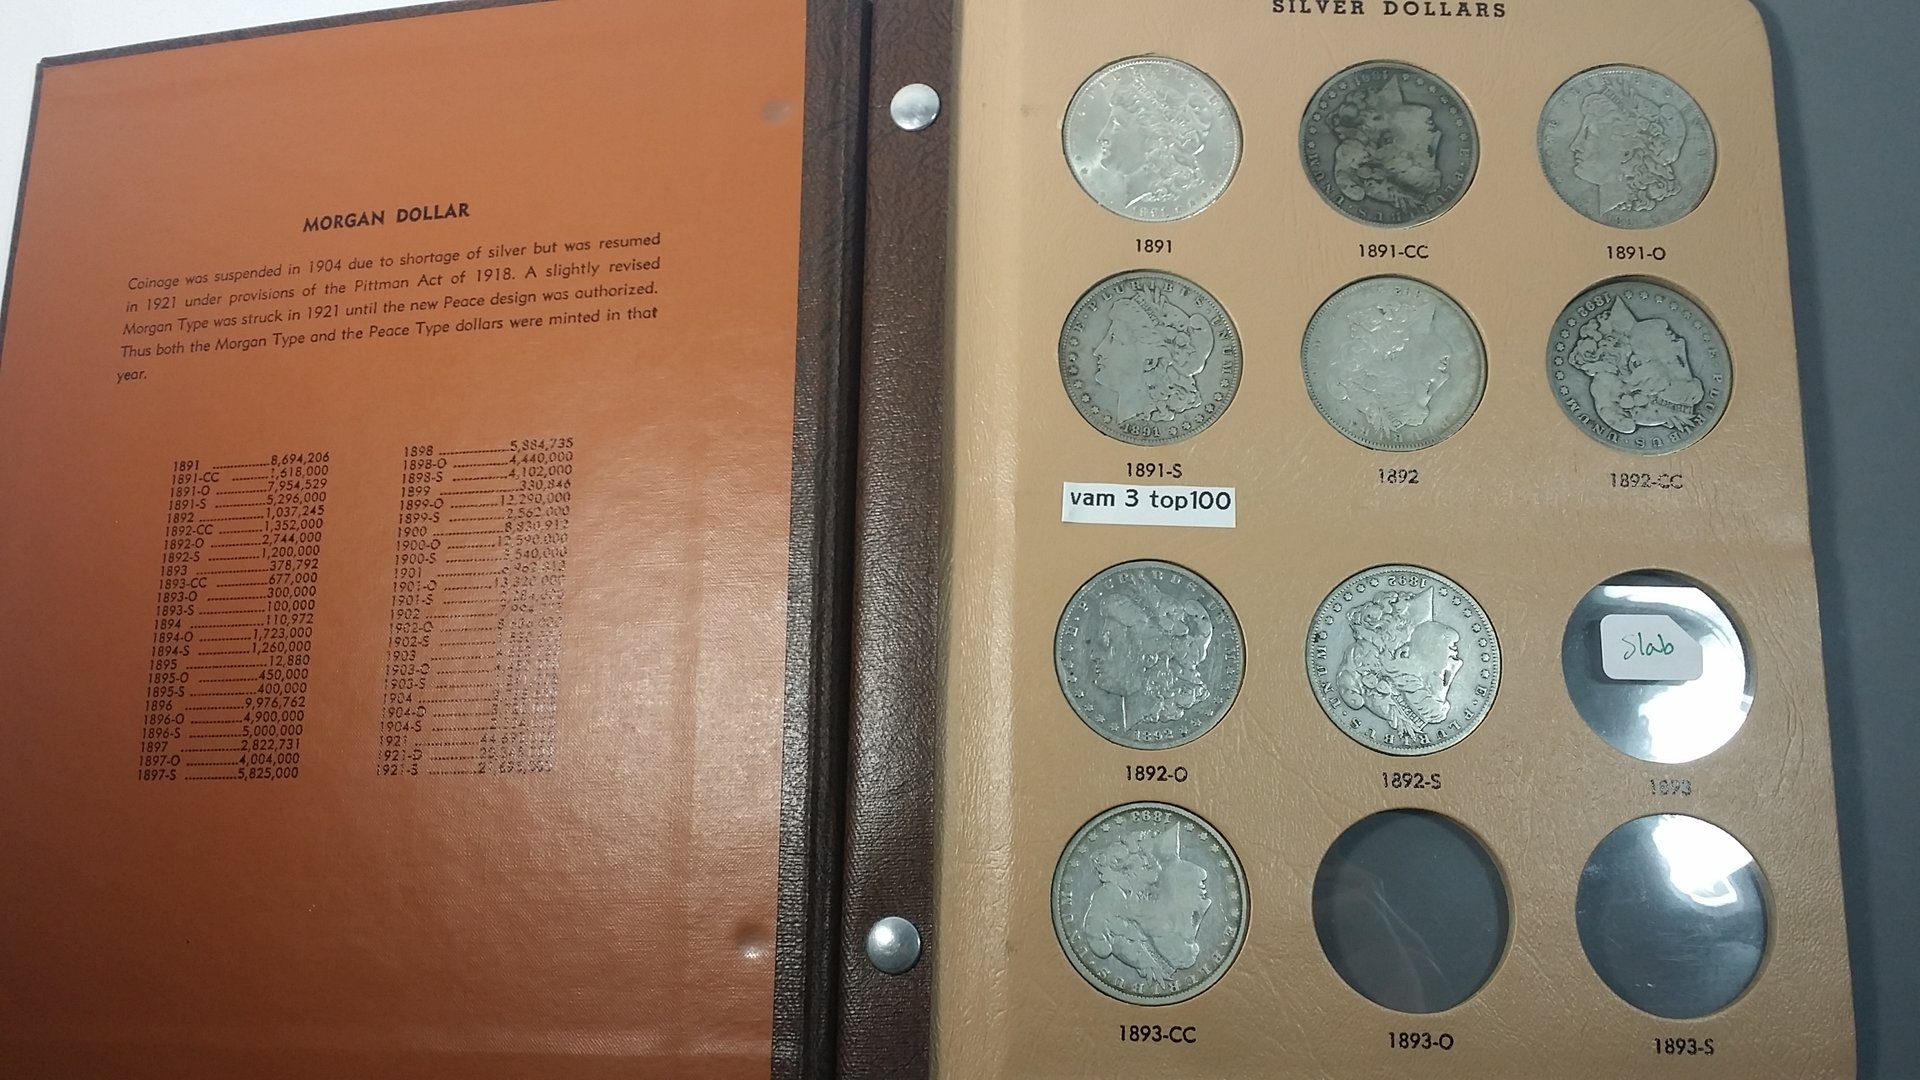 MORGAN DOLLAR
Coinage was suspended in 1904 due to shortage of silver but was resumed
in 1921 under provisions of the Pittman Act of 1918. A slightly revised
Morgan Type was struck in 1921 until the new Peace design was authorized.
Thus both the Morgan Type and the Peace Type dollars were minted in that
year.
1891 ............8,694,206
1891-CC ............1,618,000
1891-O ............7,954,529
1891-S ............5,296,000
1892 ............1,037,245
1892-CC ............1,352,000
1892-O ............2,744,000
1892-S ............1,200,000
1893 ............378,792
1893-CC ............677,000
1893-O ............300,000
1893-S ............100,000
1894 ............110,972
1894-O ............1,723,000
1894-S ............1,260,000
1895 ............12,880
1895-O ............450,000
1895-S ............400,000
1896 ............9,976,762
1896-O ............4,900,000
1896-S ............5,000,000
1897 ............2,822,731
1897-O ............4,004,000
1897-S ............5,825,000
1898 ............5,884,735
1898-O ............4,440,000
1898-S ............4,102,000
1899 ............330,846
1899-O ............12,290,000
1899-S ............2,562,000
1900 ............8,830,912
1900-O ............12,590,000
1900-S ............3,540,000
1901
1901-O ............13,320,000
1901-S
1902
1902-O
1902-S
1903
1903-O
1903-S
1904
1904-O
1904-S
1921
1921-D
1921-S
SILVER DOLLARS
1891
1891-CC
1891-O
E·PLURIBUS·UNUM
1891
1891-S
1892
1892
1892-CC
vam 3 top100
1892
1892
Slab
1892-O
1892-S
1893
1893
1893-CC
1893-O
1893-S